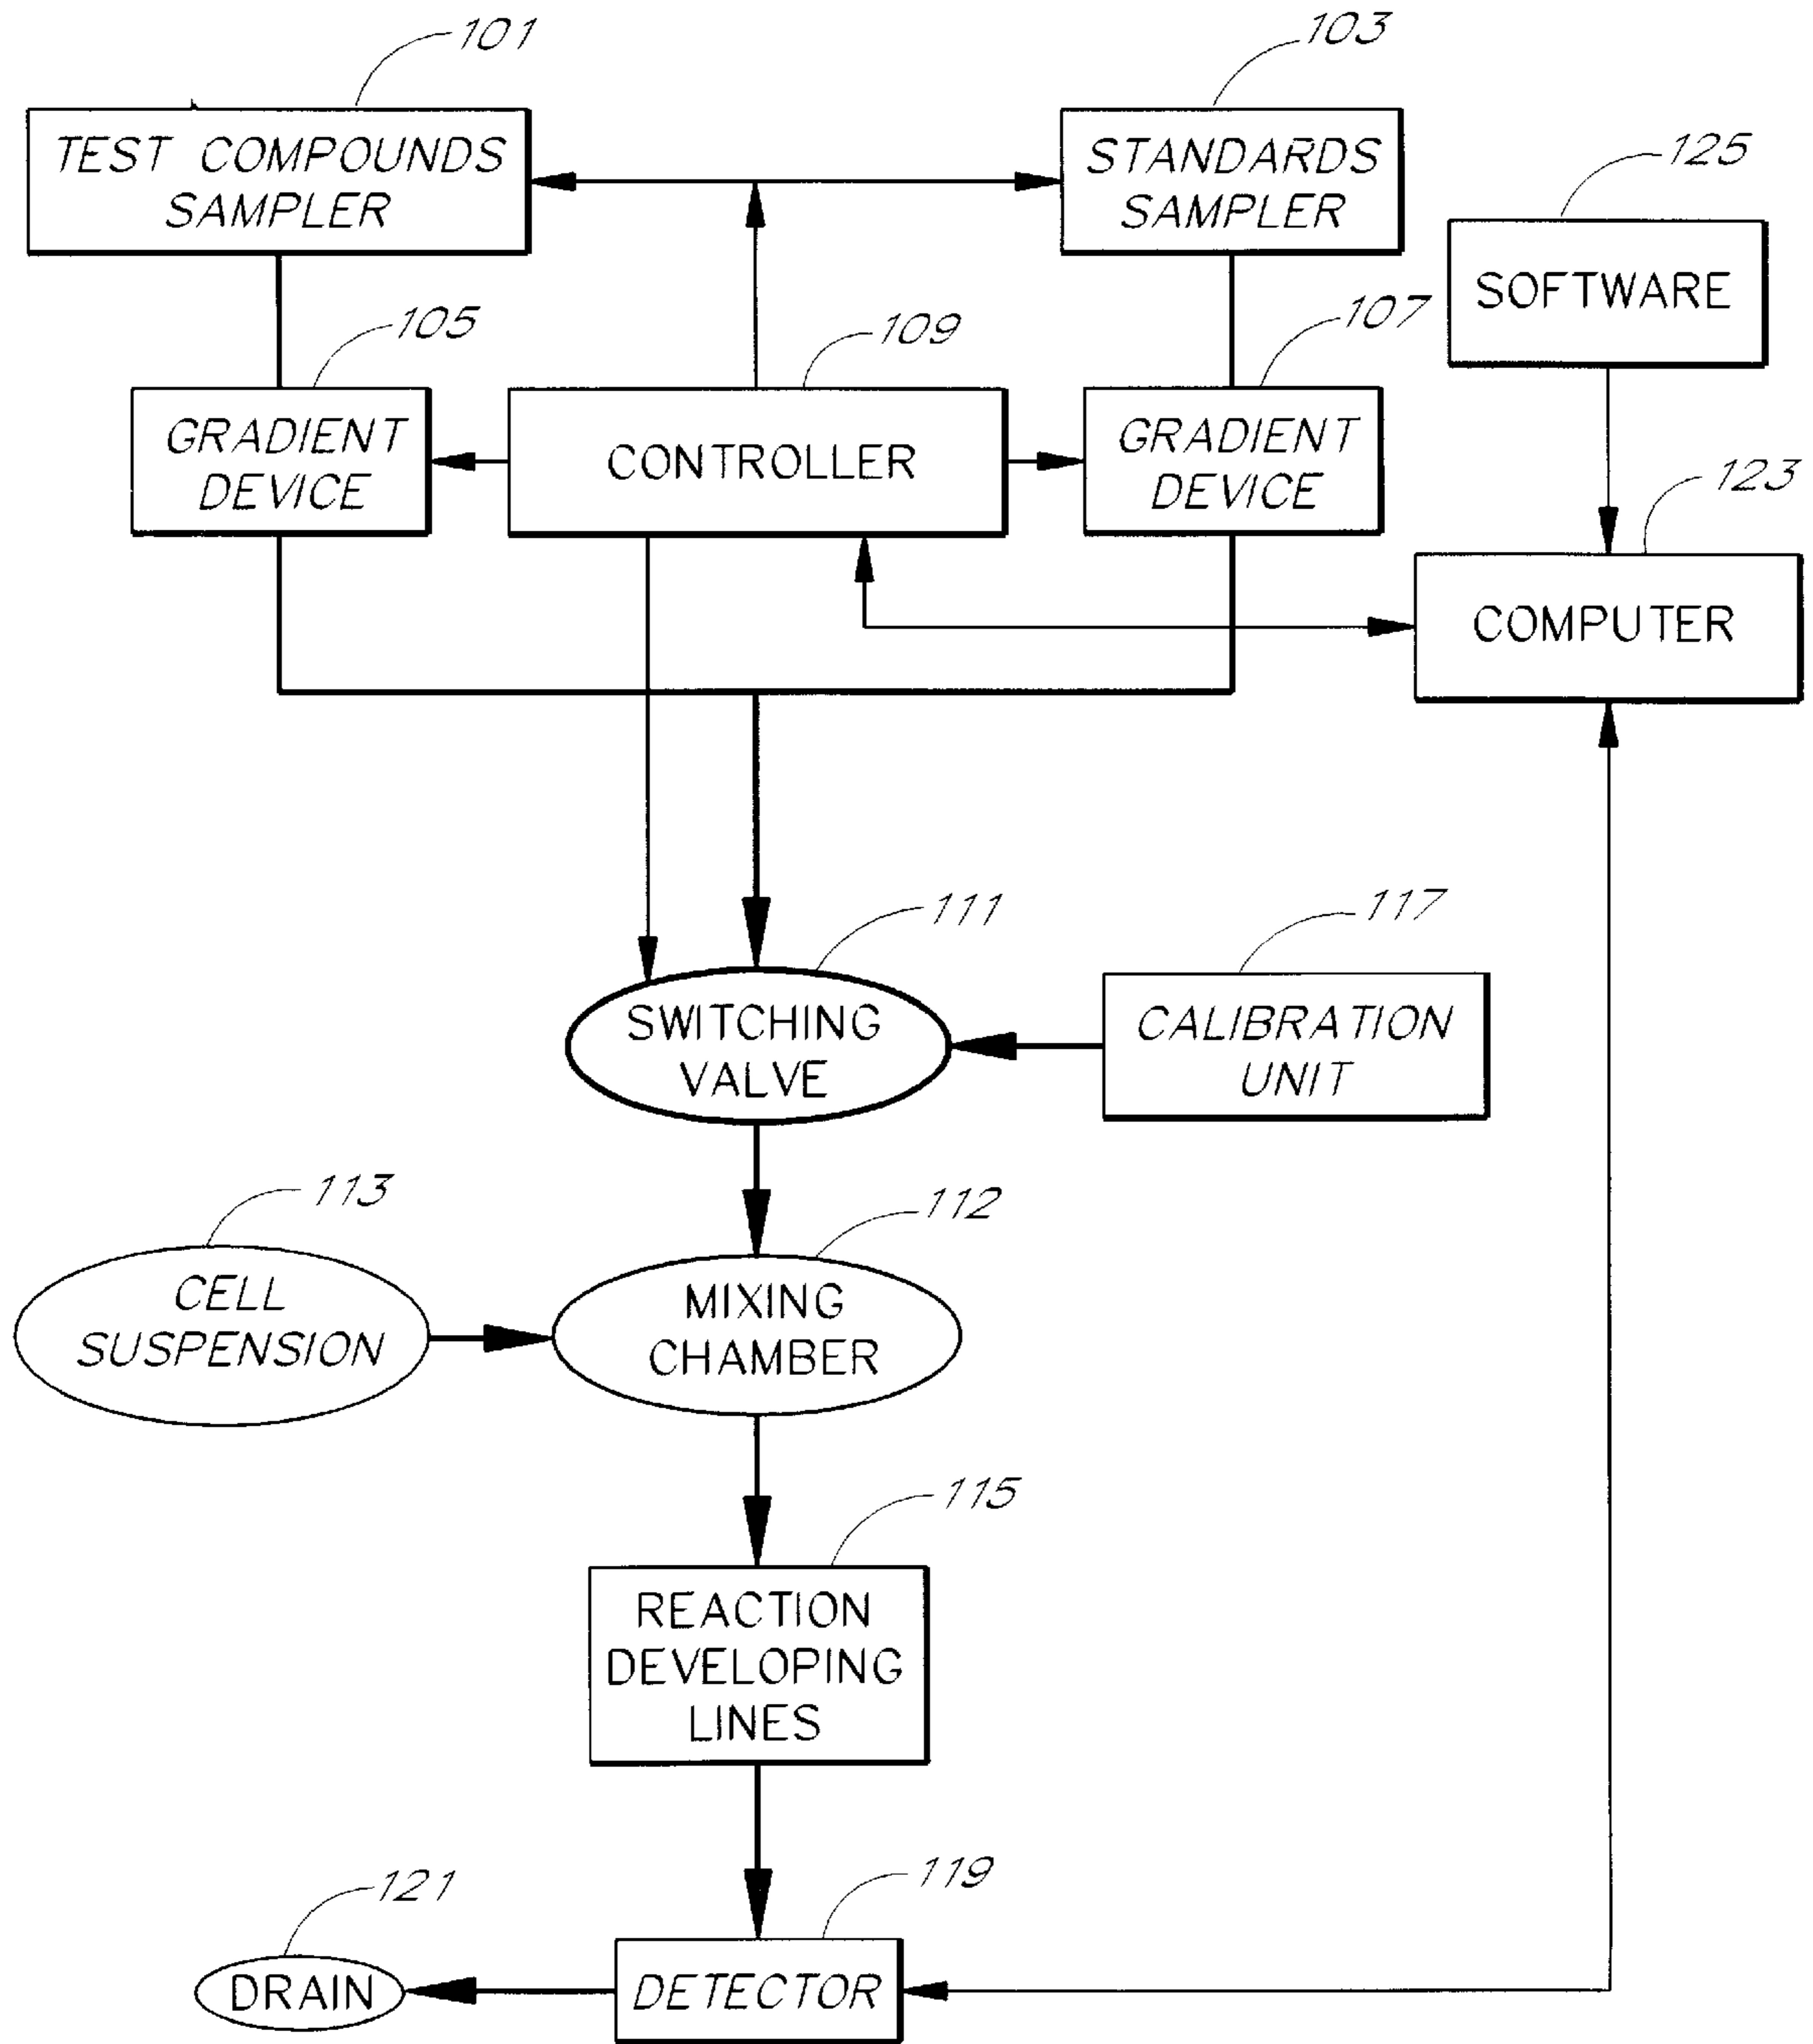 101
103
TEST COMPOUNDS
SAMPLER
STANDARDS
SAMPLER
125
SOFTWARE
105
109
107
GRADIENT
DEVICE
CONTROLLER
GRADIENT
DEVICE
123
COMPUTER
111
117
SWITCHING
VALVE
CALIBRATION
UNIT
113
112
CELL
SUSPENSION
MIXING
CHAMBER
115
REACTION
DEVELOPING
LINES
121
119
DRAIN
DETECTOR